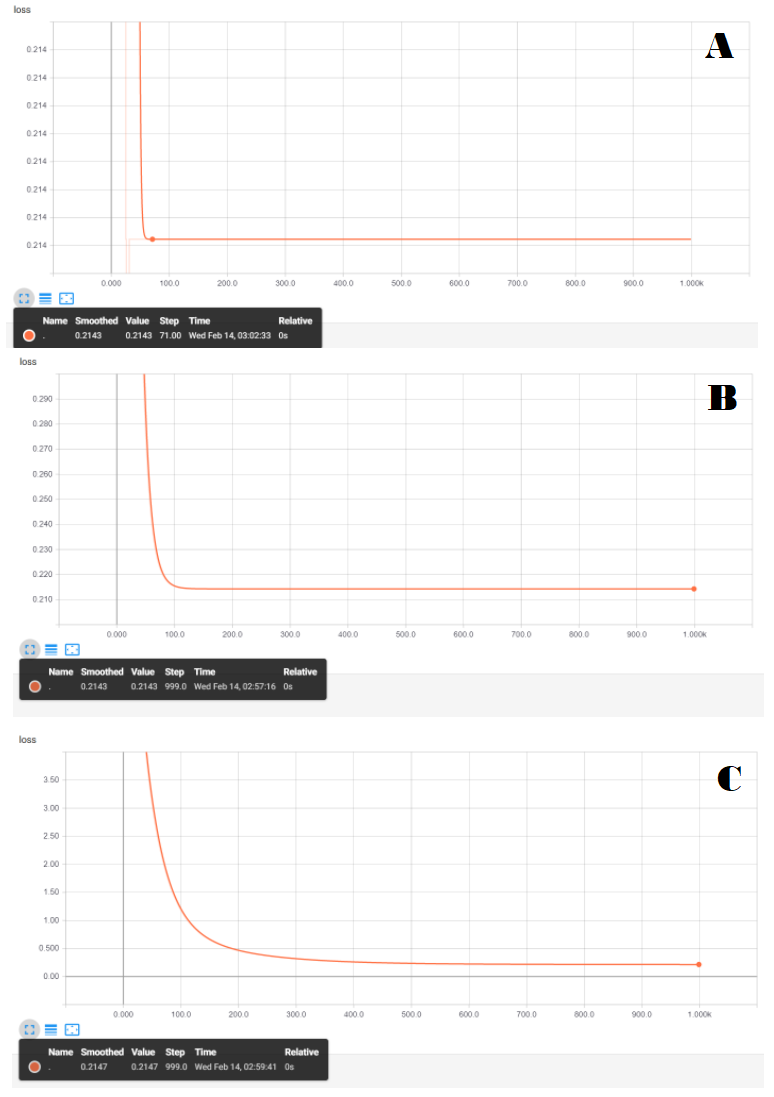 loss
A
0.214
0.214
0.214
0.214
0.214
0.214
0.214
0.214
0.000 100.0 200.0 300.0 400.0 500.0 600.0 700.0 800.0 900.0 1.000k
Name Smoothed Value Step Time Relative
. 0.2143 0.2143 71.00 Wed Feb 14, 03:02:33 0s
loss
B
0.290
0.280
0.270
0.260
0.250
0.240
0.230
0.220
0.210
0.000 100.0 200.0 300.0 400.0 500.0 600.0 700.0 800.0 900.0 1.000k
Name Smoothed Value Step Time Relative
. 0.2143 0.2143 999.0 Wed Feb 14, 02:57:16 0s
loss
C
3.50
3.00
2.50
2.00
1.50
1.00
0.500
0.00
0.000 100.0 200.0 300.0 400.0 500.0 600.0 700.0 800.0 900.0 1.000k
Name Smoothed Value Step Time Relative
. 0.2147 0.2147 999.0 Wed Feb 14, 02:59:41 0s